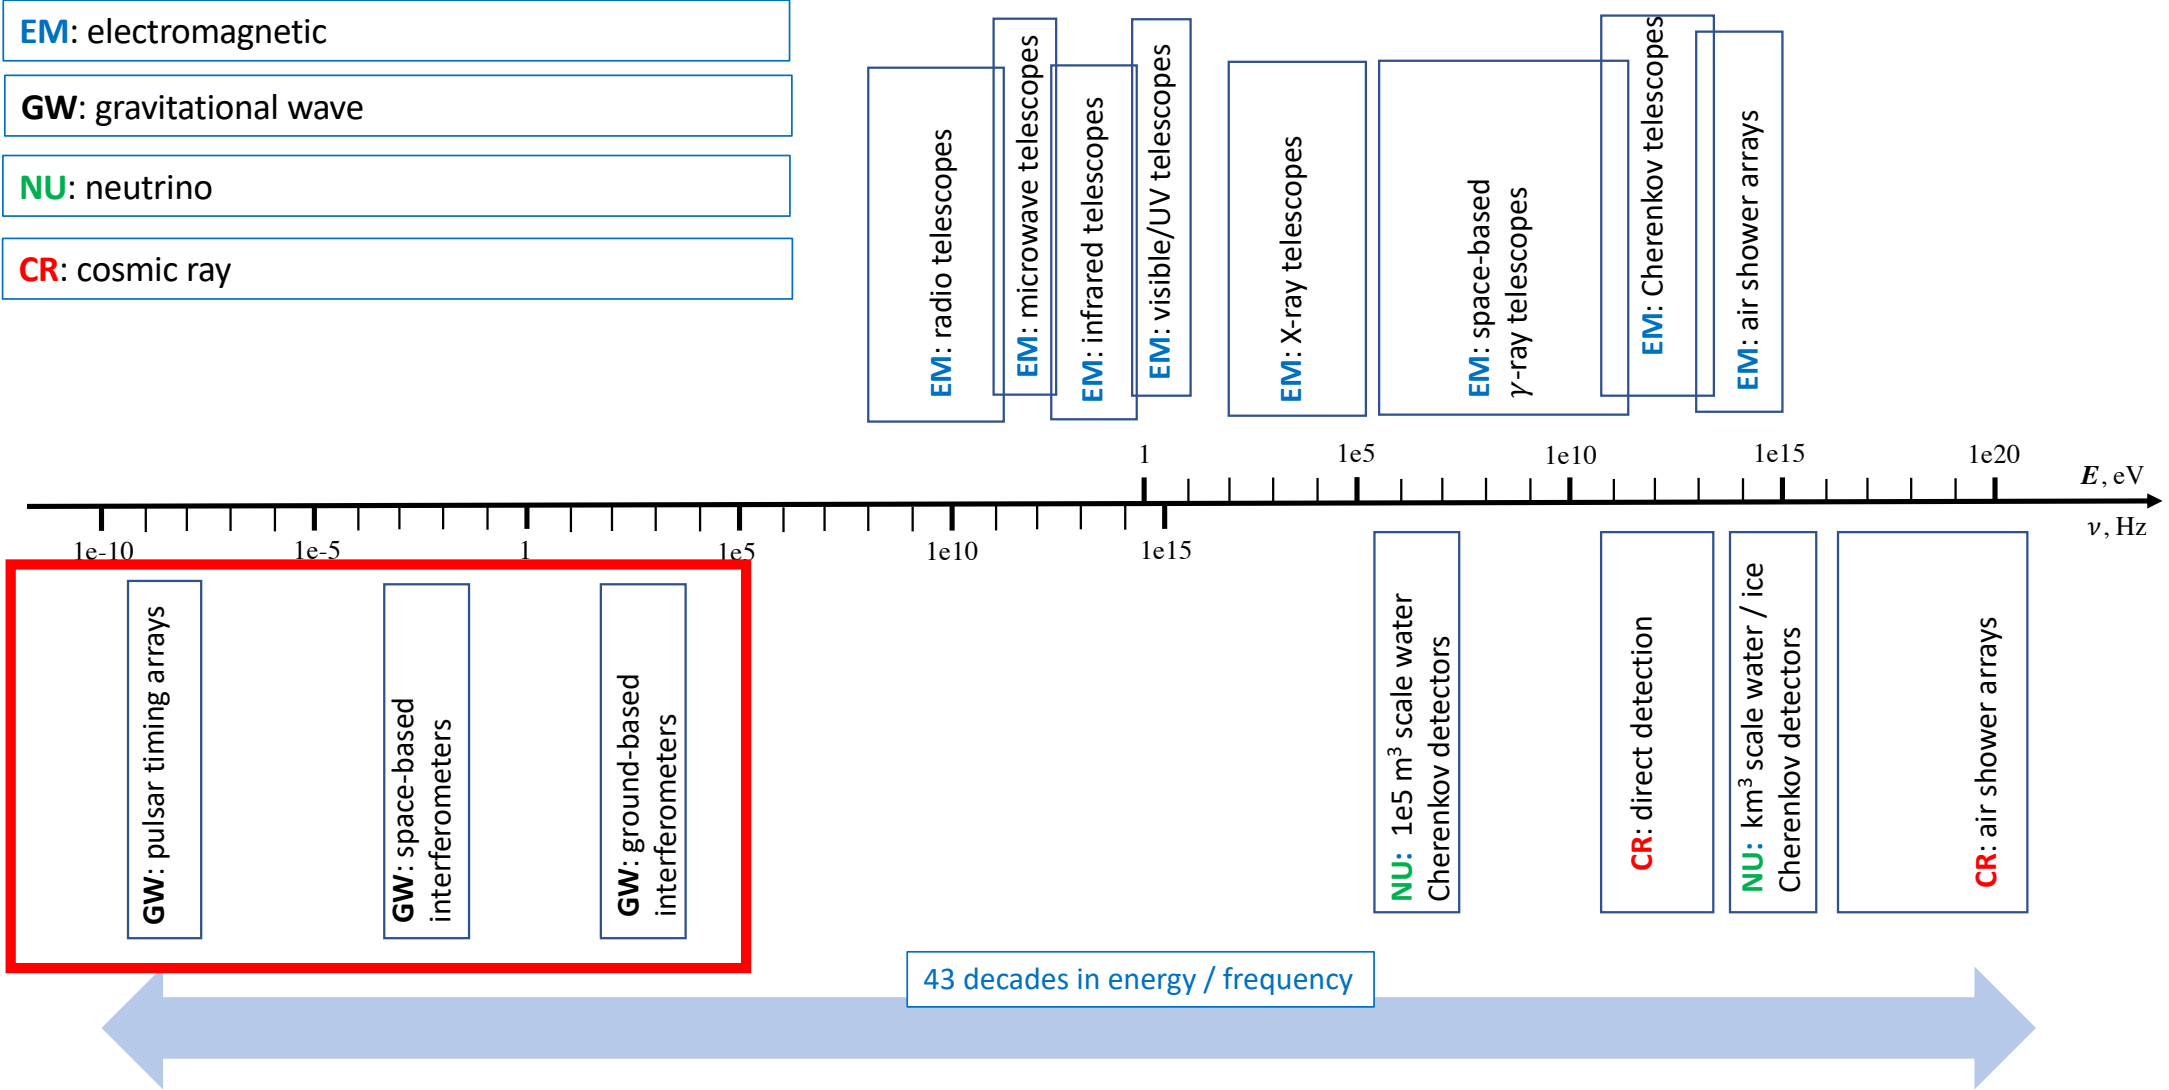 EM: electromagnetic
GW: gravitational wave
NU: neutrino
CR: cosmic ray
EM: radio telescopes
EM: microwave telescopes
EM: infrared telescopes
EM: visible/UV telescopes
EM: X-ray telescopes
EM: space-based
γ-ray telescopes
EM: Cherenkov telescopes
EM: air shower arrays
1
1e5
1e10
1e15
1e20
E, eV
ν, Hz
1e-10
1e-5
1
1e5
1e10
1e15
GW: pulsar timing arrays
GW: space-based
interferometers
GW: ground-based
interferometers
NU: 1e5 m³ scale water
Cherenkov detectors
CR: direct detection
NU: km³ scale water / ice
Cherenkov detectors
CR: air shower arrays
43 decades in energy / frequency